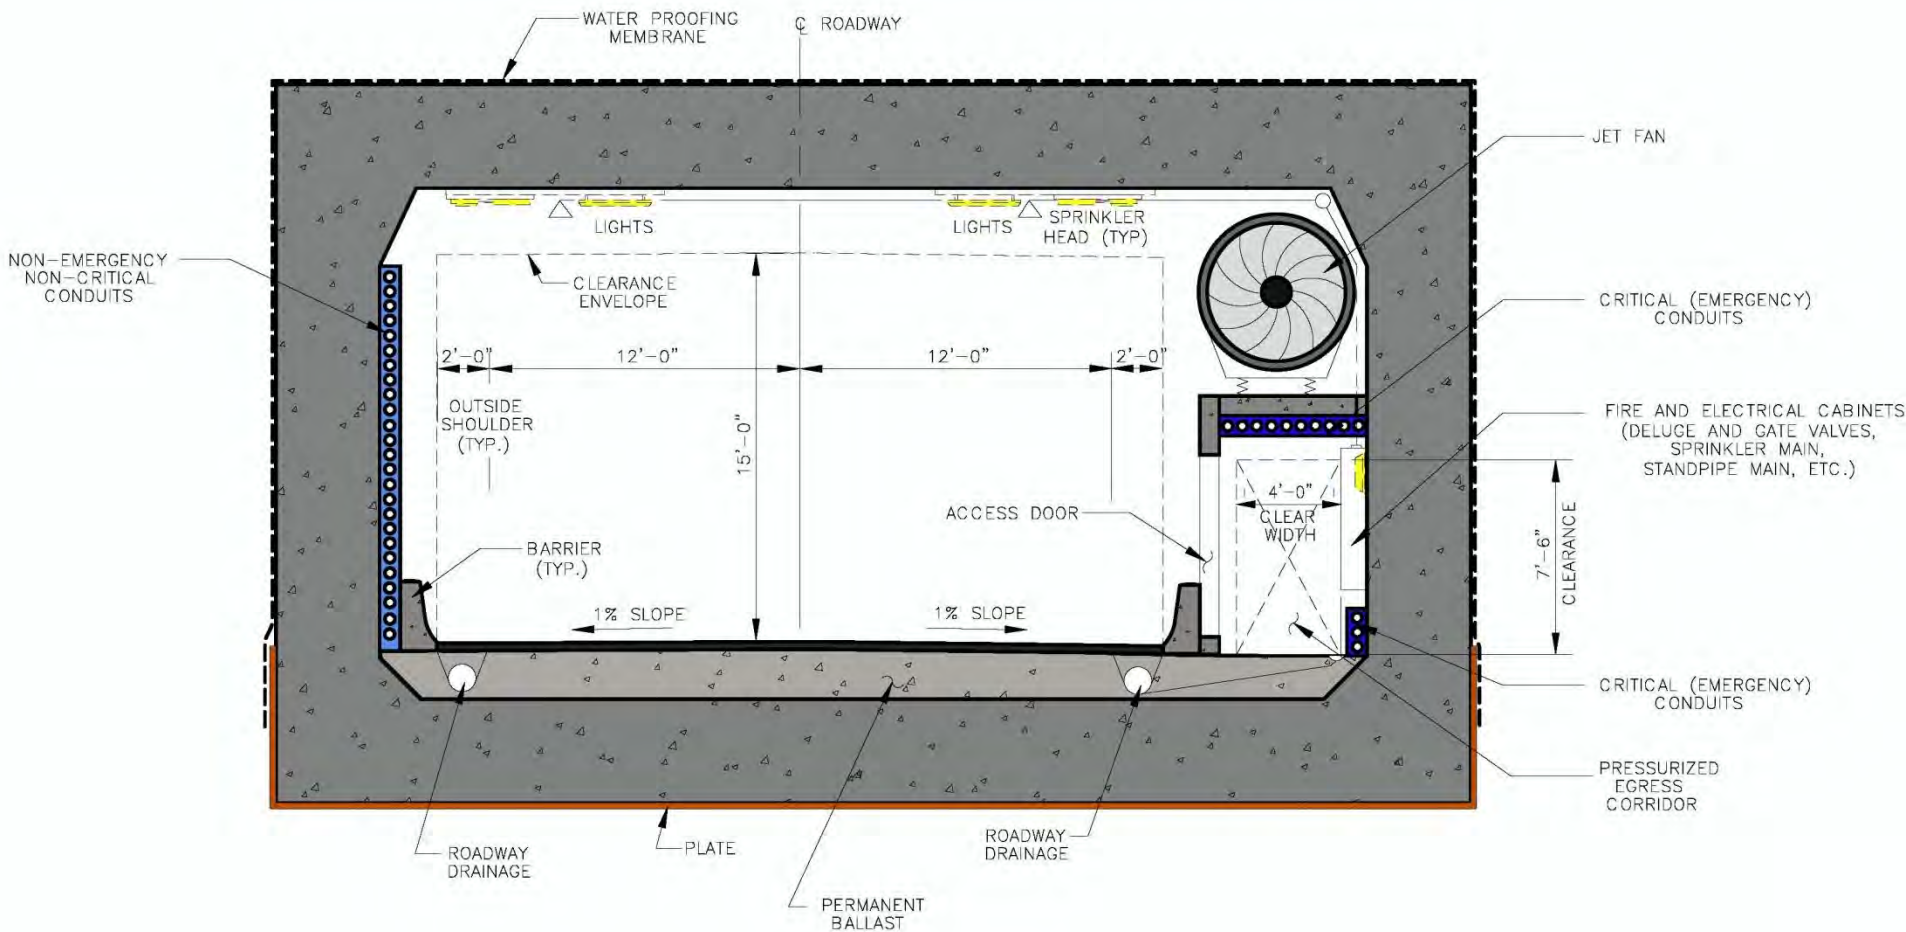 WATER PROOFING
MEMBRANE
℄ ROADWAY
JET FAN
LIGHTS
LIGHTS
SPRINKLER
HEAD (TYP)
NON-EMERGENCY
NON-CRITICAL
CONDUITS
CLEARANCE
ENVELOPE
CRITICAL (EMERGENCY)
CONDUITS
2'-0"
12'-0"
12'-0"
2'-0"
OUTSIDE
SHOULDER
(TYP.)
15'-0"
FIRE AND ELECTRICAL CABINETS
(DELUGE AND GATE VALVES,
SPRINKLER MAIN,
STANDPIPE MAIN, ETC.)
4'-0"
CLEAR
WIDTH
ACCESS DOOR
7'-6"
CLEARANCE
BARRIER
(TYP.)
1% SLOPE
1% SLOPE
CRITICAL (EMERGENCY)
CONDUITS
PRESSURIZED
EGRESS
CORRIDOR
ROADWAY
DRAINAGE
PLATE
ROADWAY
DRAINAGE
PERMANENT
BALLAST